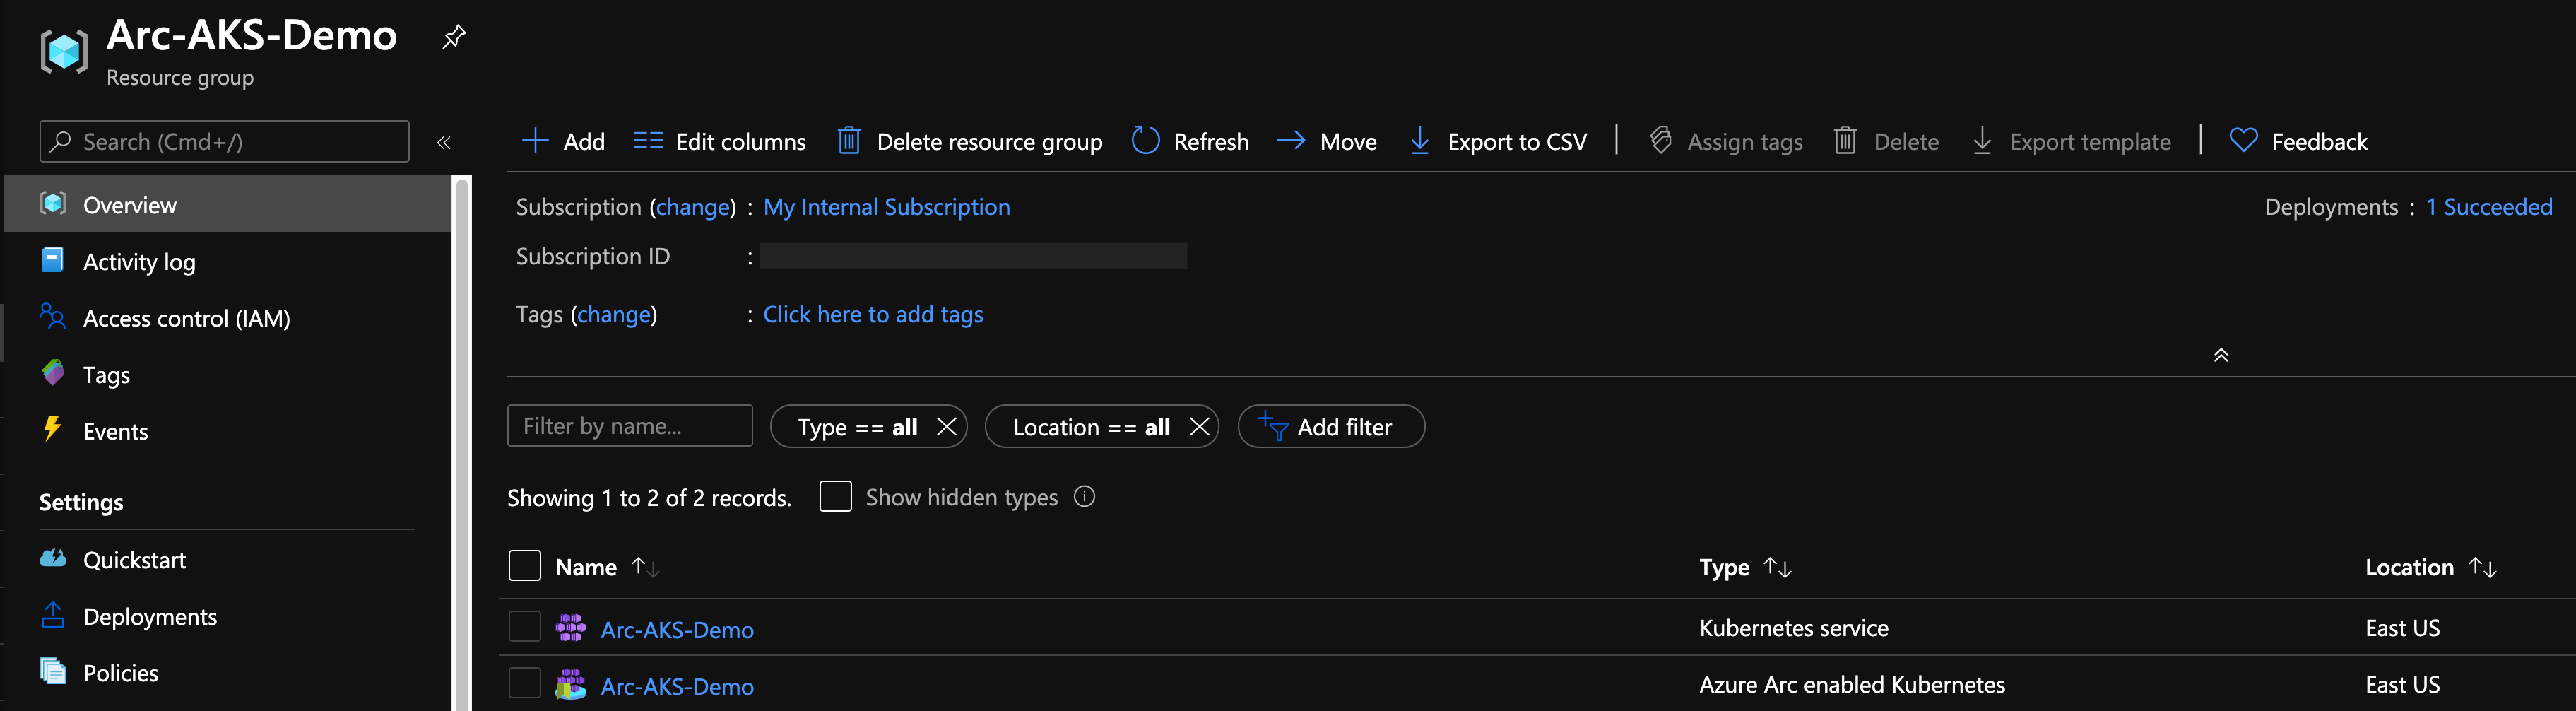 Arc-AKS-Demo
Resource group
Search (Cmd+/)
«
Add
Edit columns
Delete resource group
Refresh
Move
Export to CSV
Assign tags
Delete
Export template
Feedback
Overview
Activity log
Access control (IAM)
Tags
Events
Settings
Quickstart
Deployments
Policies
Subscription (change) : My Internal Subscription
Deployments : 1 Succeeded
Subscription ID :
Tags (change) : Click here to add tags
Filter by name...
Type == all
Location == all
Add filter
Showing 1 to 2 of 2 records.
Show hidden types
Name ↑↓ Type ↑↓ Location ↑↓
Arc-AKS-Demo Kubernetes service East US
Arc-AKS-Demo Azure Arc enabled Kubernetes East US